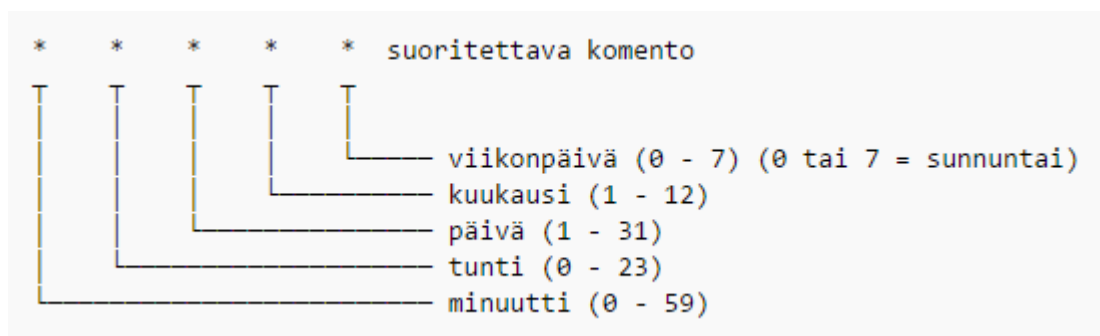 * * * * * suoritettava komento
viikonpäivä (0 - 7) (0 tai 7 = sunnuntai)
kuukausi (1 - 12)
päivä (1 - 31)
tunti (0 - 23)
minuutti (0 - 59)